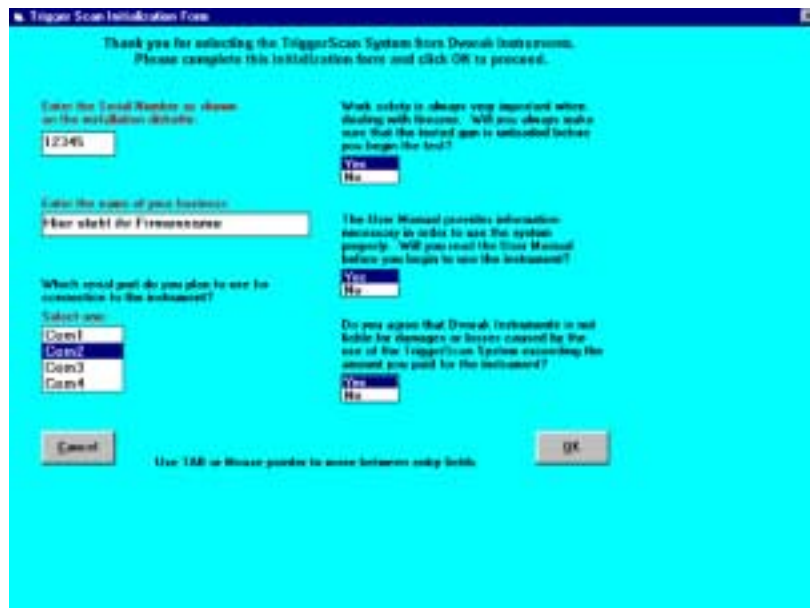 Trigger Scan Initialization Form
Thank you for selecting the TriggerScan System from Dvorak Instruments.
Please complete this initialization form and click OK to proceed.
Enter the Serial Number as shown
on the installation diskette:
12345
Enter the name of your business:
Hier steht ihr Firmenname
Which serial port do you plan to use for
connection to the instrument?
Select one:
Com1
Com2
Com3
Com4
Cancel
Work safety is always very important when
dealing with firearms. Will you always make
sure that the tested gun is unloaded before
you begin the test?
Yes
No
The User Manual provides information
necessary in order to use the system
properly. Will you read the User Manual
before you begin to use the instrument?
Yes
No
Do you agree that Dvorak Instruments is not
liable for damages or losses caused by the
use of the TriggerScan System exceeding the
amount you paid for the instrument?
Yes
No
OK
Use TAB or Mouse pointer to move between entry fields